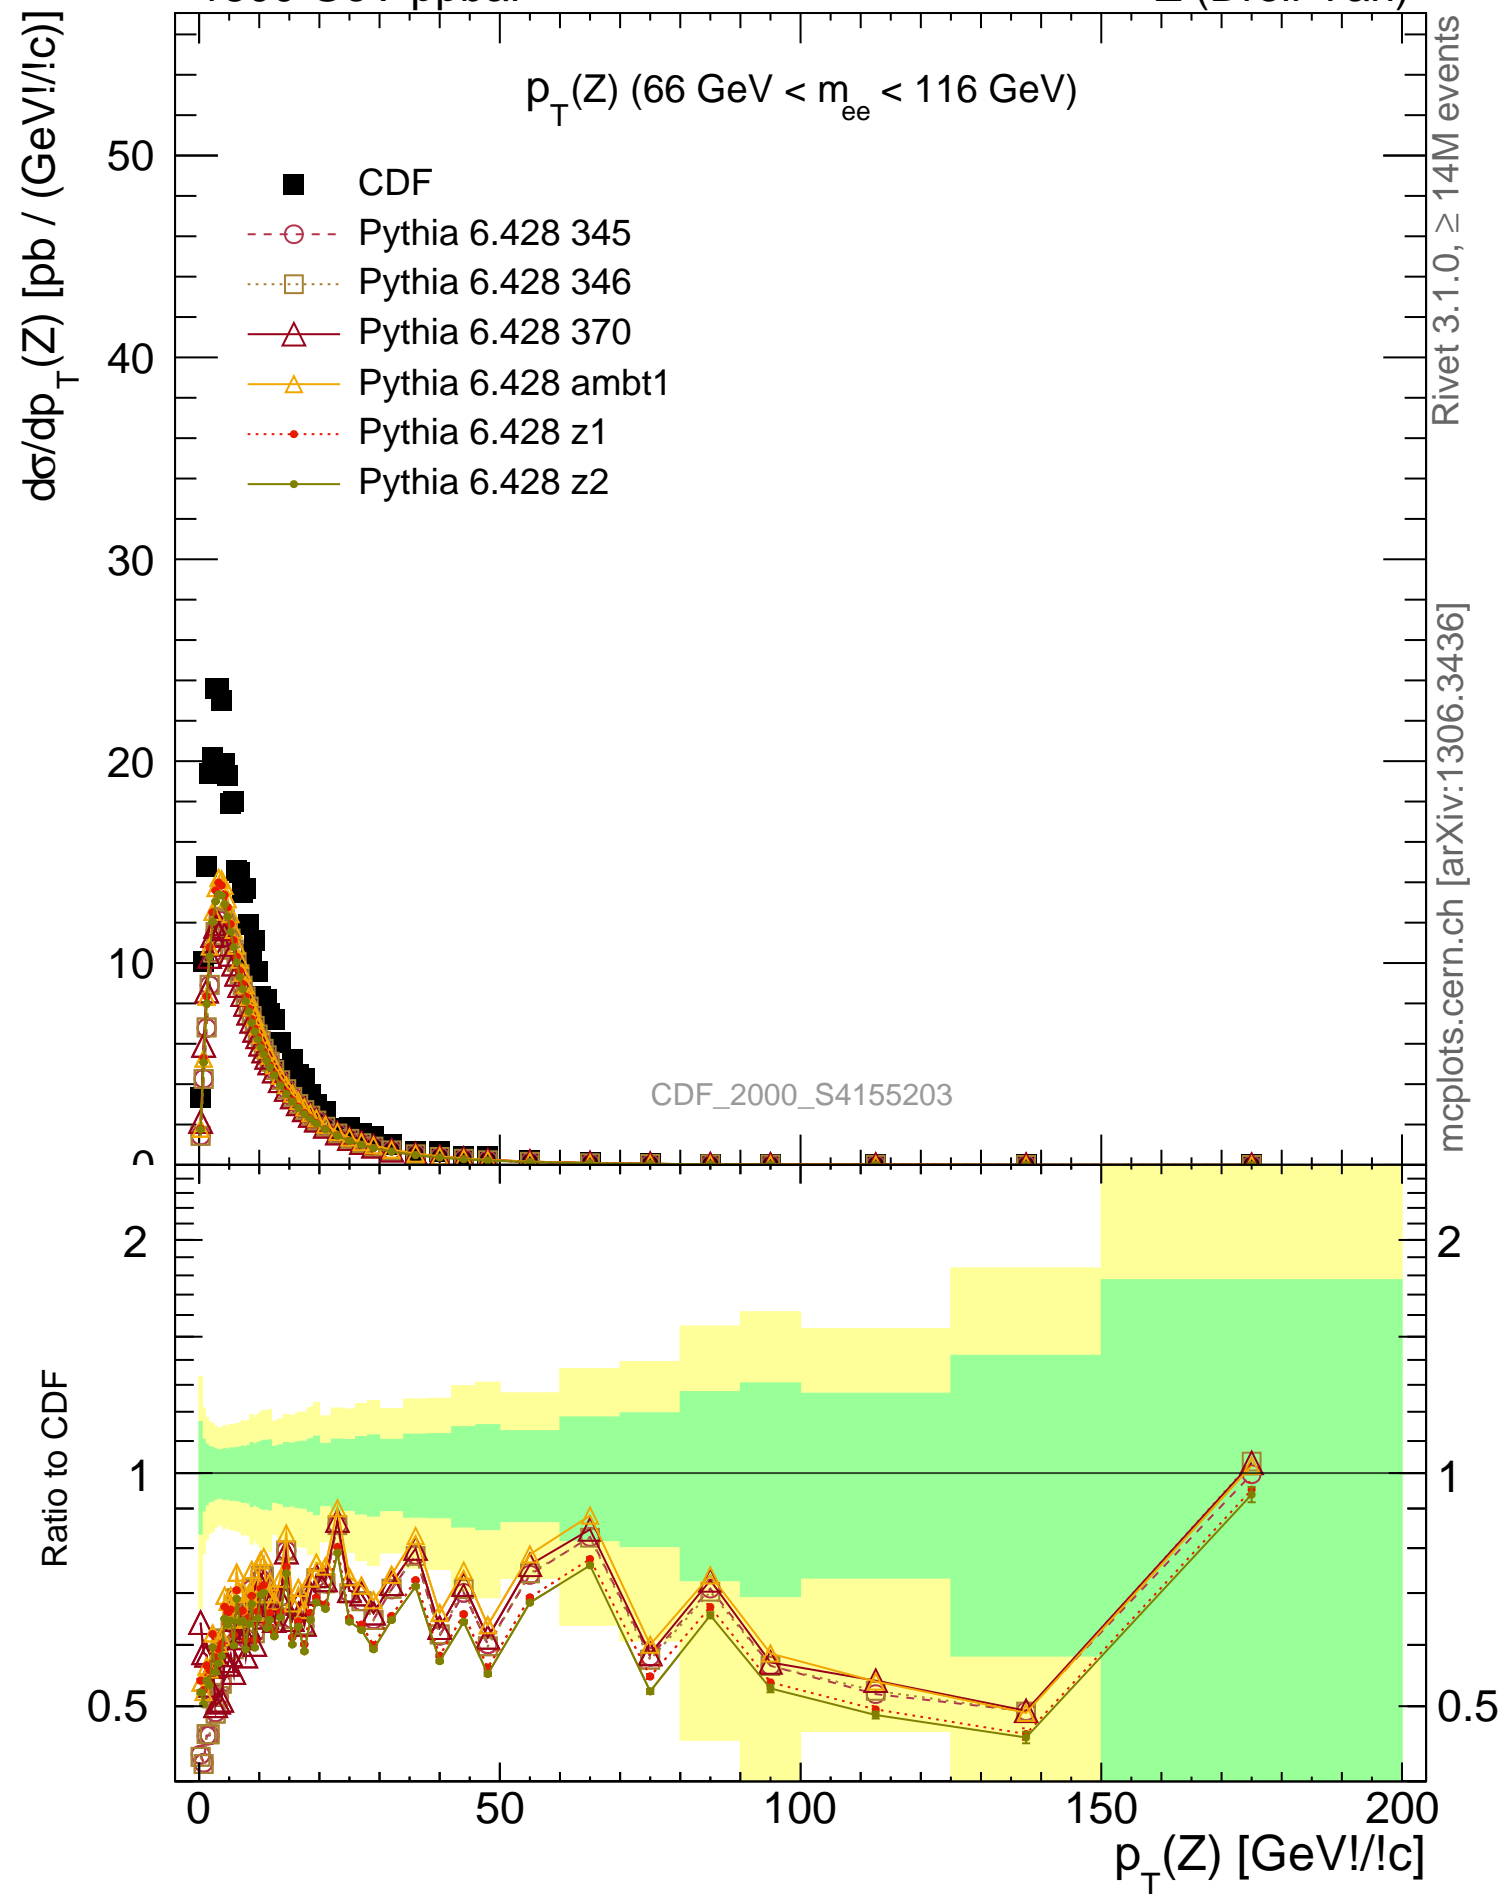 p_T(Z) (66 GeV < m_ee < 116 GeV)
dσ/dp_T(Z) [pb / (GeV!/!c)]
50
40
30
20
10
0
CDF
Pythia 6.428 345
Pythia 6.428 346
Pythia 6.428 370
Pythia 6.428 ambt1
Pythia 6.428 z1
Pythia 6.428 z2
CDF_2000_S4155203
Rivet 3.1.0, ≥ 14M events
mcplots.cern.ch [arXiv:1306.3436]
Ratio to CDF
2
1
0.5
2
1
0.5
0 50 100 150 200
p_T(Z) [GeV!/!c]